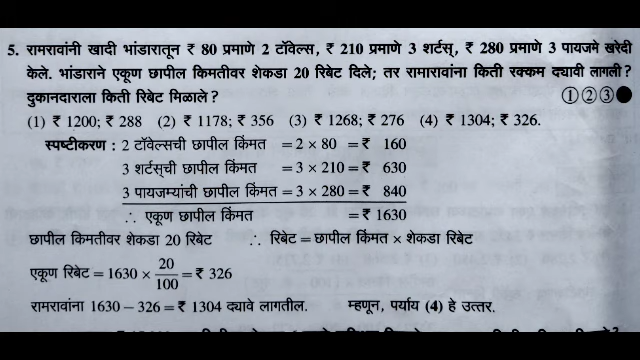 5. रामरावांनी खादी भांडारातून ₹ 80 प्रमाणे 2 टॉवेल्स, ₹ 210 प्रमाणे 3 शर्टस्, ₹ 280 प्रमाणे 3 पायजमे खरेदी
केले. भांडाराने एकूण छापील किमतीवर शेकडा 20 रिबेट दिले; तर रामारावांना किती रक्कम द्यावी लागली?
दुकानदाराला किती रिबेट मिळाले? ①②③●
(1) ₹ 1200; ₹ 288 (2) ₹ 1178; ₹ 356 (3) ₹ 1268; ₹ 276 (4) ₹ 1304; ₹ 326.
स्पष्टीकरण : 2 टॉवेल्सची छापील किंमत = 2 × 80 = ₹ 160
3 शर्टस्‌ची छापील किंमत = 3 × 210 = ₹ 630
3 पायजम्यांची छापील किंमत = 3 × 280 = ₹ 840
∴ एकूण छापील किंमत = ₹ 1630
छापील किमतीवर शेकडा 20 रिबेट ∴ रिबेट = छापील किंमत × शेकडा रिबेट
एकूण रिबेट = 1630 × 20/100 = ₹ 326
रामरावांना 1630 – 326 = ₹ 1304 द्यावे लागतील. म्हणून, पर्याय (4) हे उत्तर.